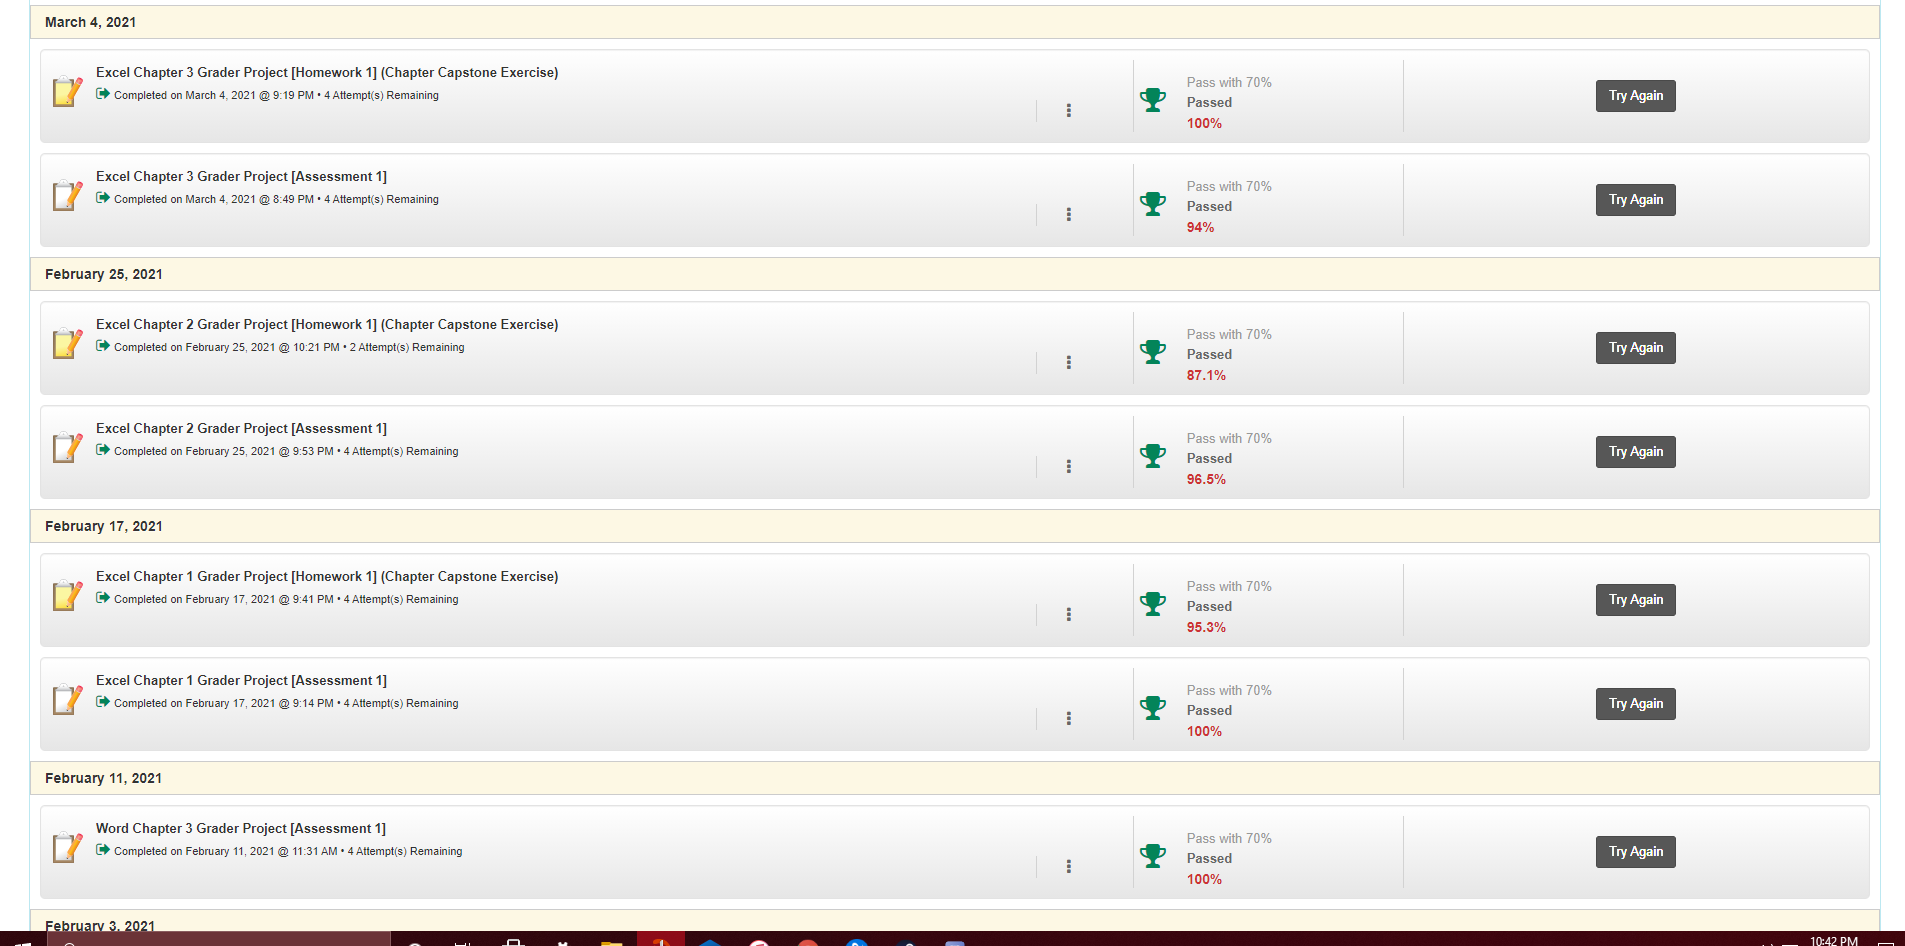 March 4, 2021
Excel Chapter 3 Grader Project [Homework 1] (Chapter Capstone Exercise)
Completed on March 4, 2021 @ 9:19 PM • 4 Attempt(s) Remaining
Pass with 70%
Passed
100%
Try Again
Excel Chapter 3 Grader Project [Assessment 1]
Completed on March 4, 2021 @ 8:49 PM • 4 Attempt(s) Remaining
Pass with 70%
Passed
94%
Try Again
February 25, 2021
Excel Chapter 2 Grader Project [Homework 1] (Chapter Capstone Exercise)
Completed on February 25, 2021 @ 10:21 PM • 2 Attempt(s) Remaining
Pass with 70%
Passed
87.1%
Try Again
Excel Chapter 2 Grader Project [Assessment 1]
Completed on February 25, 2021 @ 9:53 PM • 4 Attempt(s) Remaining
Pass with 70%
Passed
96.5%
Try Again
February 17, 2021
Excel Chapter 1 Grader Project [Homework 1] (Chapter Capstone Exercise)
Completed on February 17, 2021 @ 9:41 PM • 4 Attempt(s) Remaining
Pass with 70%
Passed
95.3%
Try Again
Excel Chapter 1 Grader Project [Assessment 1]
Completed on February 17, 2021 @ 9:14 PM • 4 Attempt(s) Remaining
Pass with 70%
Passed
100%
Try Again
February 11, 2021
Word Chapter 3 Grader Project [Assessment 1]
Completed on February 11, 2021 @ 11:31 AM • 4 Attempt(s) Remaining
Pass with 70%
Passed
100%
Try Again
February 3, 2021
10:42 PM